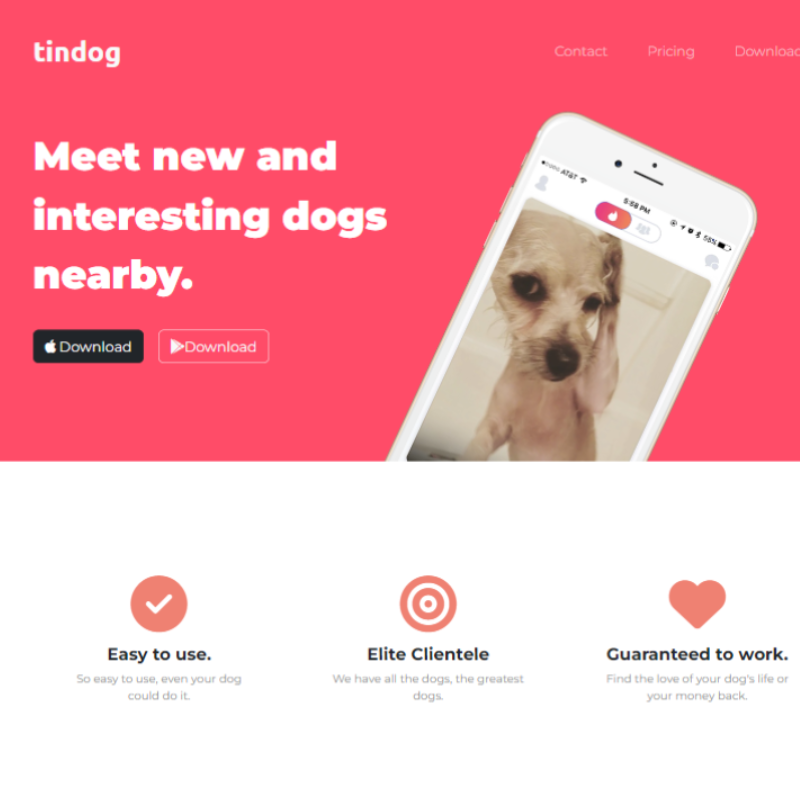 tindog
Contact Pricing Download
Meet new and
interesting dogs
nearby.
Download Download
AT&T 5:58 PM 55%
Easy to use. Elite Clientele Guaranteed to work.
So easy to use, even your dog We have all the dogs, the greatest Find the love of your dog's life or
could do it. dogs. your money back.